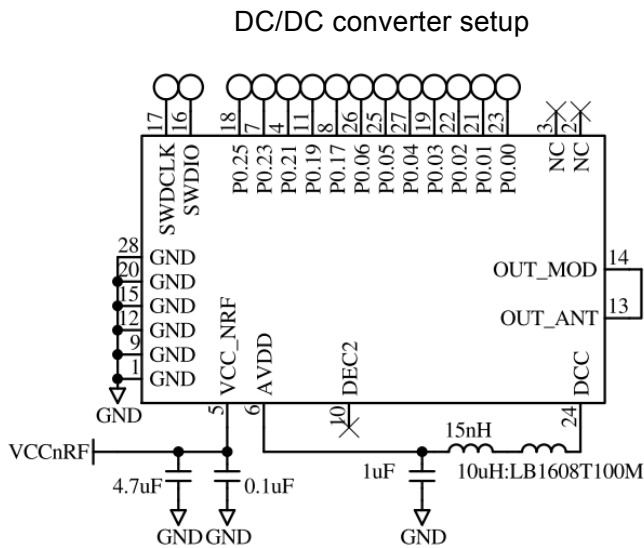 DC/DC converter setup
17 16 18 7 4 11 8 26 25 27 19 22 21 23 3 2
SWDCLK SWDIO P0.25 P0.23 P0.21 P0.19 P0.17 P0.06 P0.05 P0.04 P0.03 P0.02 P0.01 P0.00 NC NC
28 GND
20 GND
15 GND
12 GND
9 GND
1 GND
OUT_MOD 14
OUT_ANT 13
VCC_NRF AVDD DEC2 DCC
GND 5 6 10 24
15nH
VCCnRF
4.7uF 0.1uF 1uF 10uH:LB1608T100M
GND GND GND